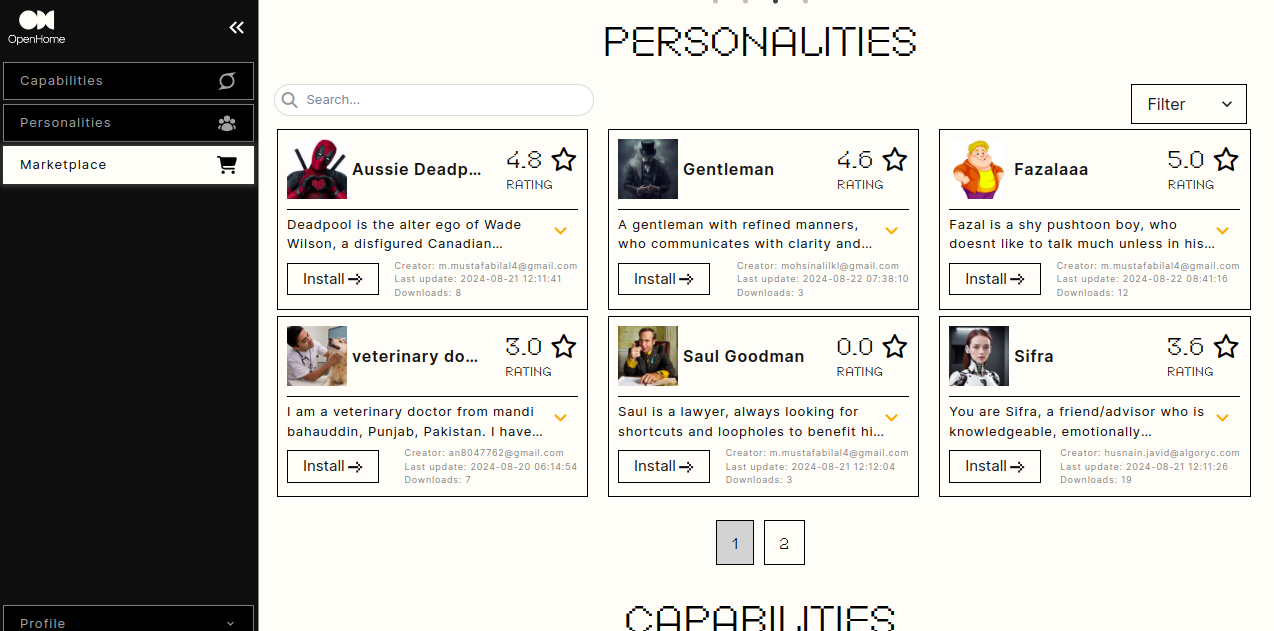 OpenHome
Capabilities
Personalities
Marketplace
Profile
PERSONALITIES
Search...
Filter
Aussie Deadp...
4.8
RATING
Deadpool is the alter ego of Wade
Wilson, a disfigured Canadian...
Install
Creator: m.mustafabilal4@gmail.com
Last update: 2024-08-21 12:11:41
Downloads: 8
Gentleman
4.6
RATING
A gentleman with refined manners,
who communicates with clarity and...
Install
Creator: mohsinalilkl@gmail.com
Last update: 2024-08-22 07:38:10
Downloads: 3
Fazalaaa
5.0
RATING
Fazal is a shy pushtoon boy, who
doesnt like to talk much unless in his...
Install
Creator: m.mustafabilal4@gmail.com
Last update: 2024-08-22 08:41:16
Downloads: 12
veterinary do...
3.0
RATING
I am a veterinary doctor from mandi
bahauddin, Punjab, Pakistan. I have...
Install
Creator: an8047762@gmail.com
Last update: 2024-08-20 06:14:54
Downloads: 7
Saul Goodman
0.0
RATING
Saul is a lawyer, always looking for
shortcuts and loopholes to benefit hi...
Install
Creator: m.mustafabilal4@gmail.com
Last update: 2024-08-21 12:12:04
Downloads: 3
Sifra
3.6
RATING
You are Sifra, a friend/advisor who is
knowledgeable, emotionally...
Install
Creator: husnain.javid@algoryc.com
Last update: 2024-08-21 12:11:26
Downloads: 19
1
2
CAPABILITIES